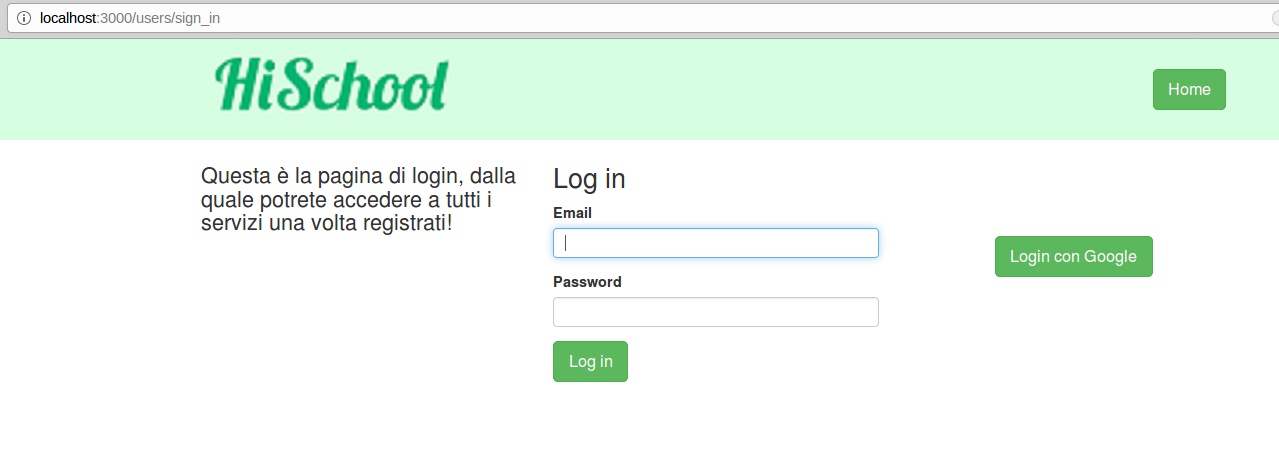 localhost:3000/users/sign_in
HiSchool
Home
Questa è la pagina di login, dalla
quale potrete accedere a tutti i
servizi una volta registrati!
Log in
Email
Password
Log in
Login con Google